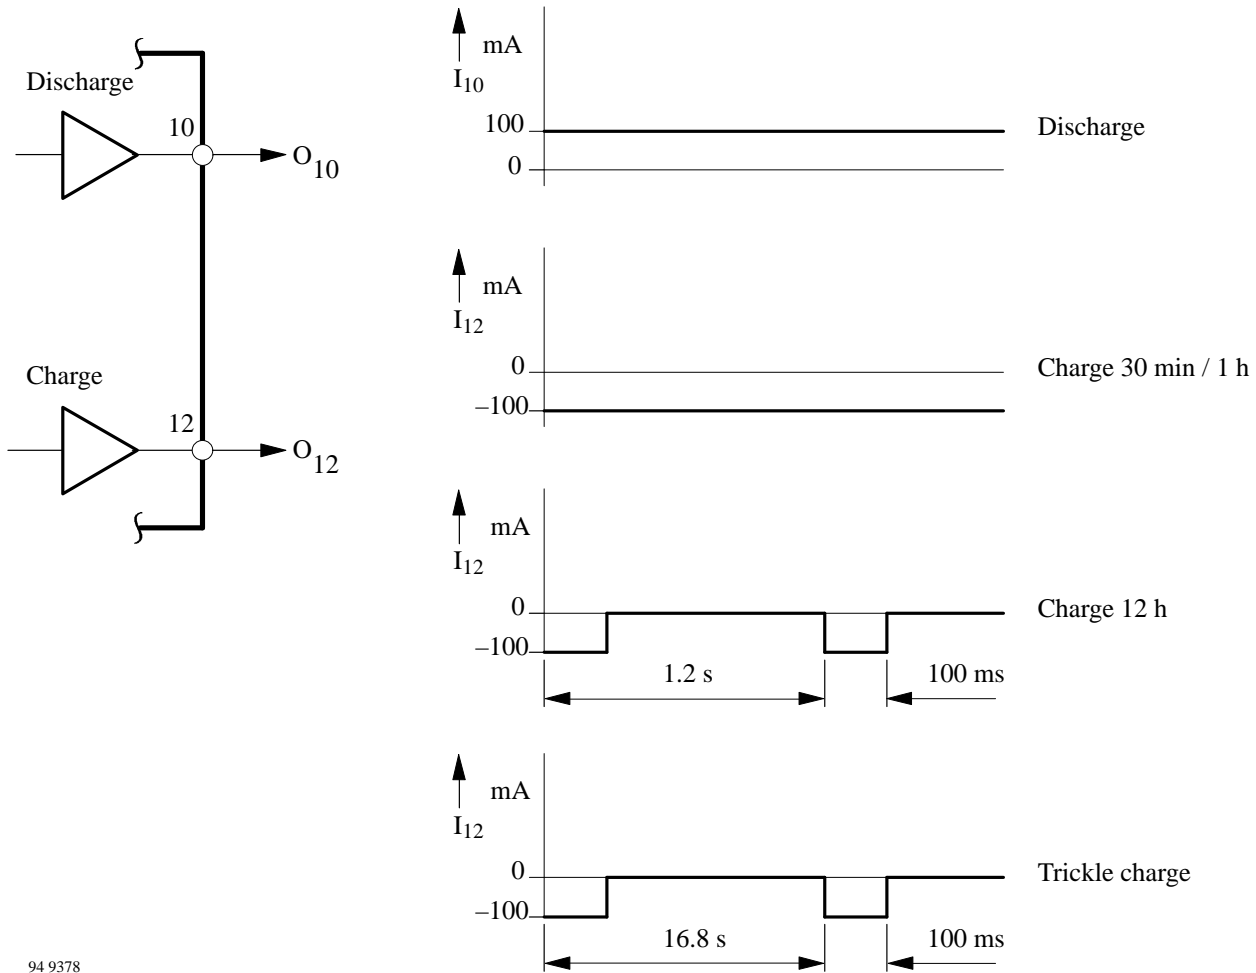 Discharge
10
O10
Charge
12
O12
mA
I10
100
0
Discharge
mA
I12
0
–100
Charge 30 min / 1 h
mA
I12
0
–100
Charge 12 h
1.2 s
100 ms
mA
I12
0
–100
Trickle charge
16.8 s
100 ms
94 9378